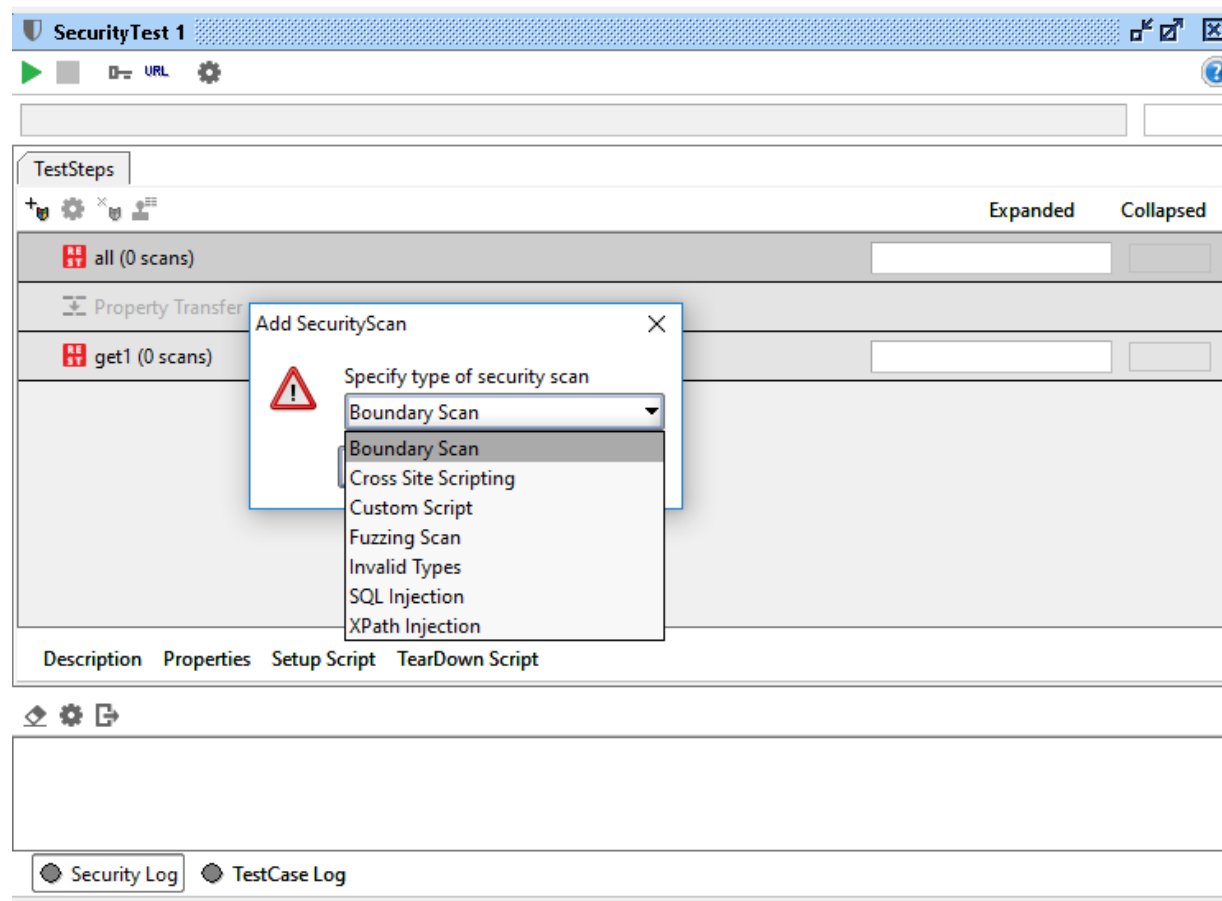 SecurityTest 1
URL
TestSteps
Expanded Collapsed
REST all (0 scans)
Property Transfer
REST get1 (0 scans)
Add SecurityScan
Specify type of security scan
Boundary Scan
Boundary Scan
Cross Site Scripting
Custom Script
Fuzzing Scan
Invalid Types
SQL Injection
XPath Injection
Description Properties Setup Script TearDown Script
Security Log TestCase Log